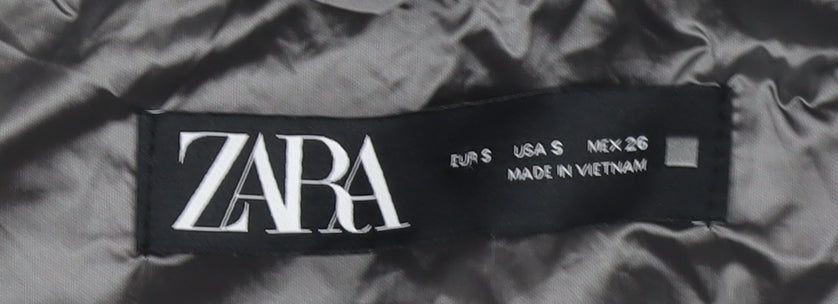 ZARA
EUR S USA S MEX 26
MADE IN VIETNAM